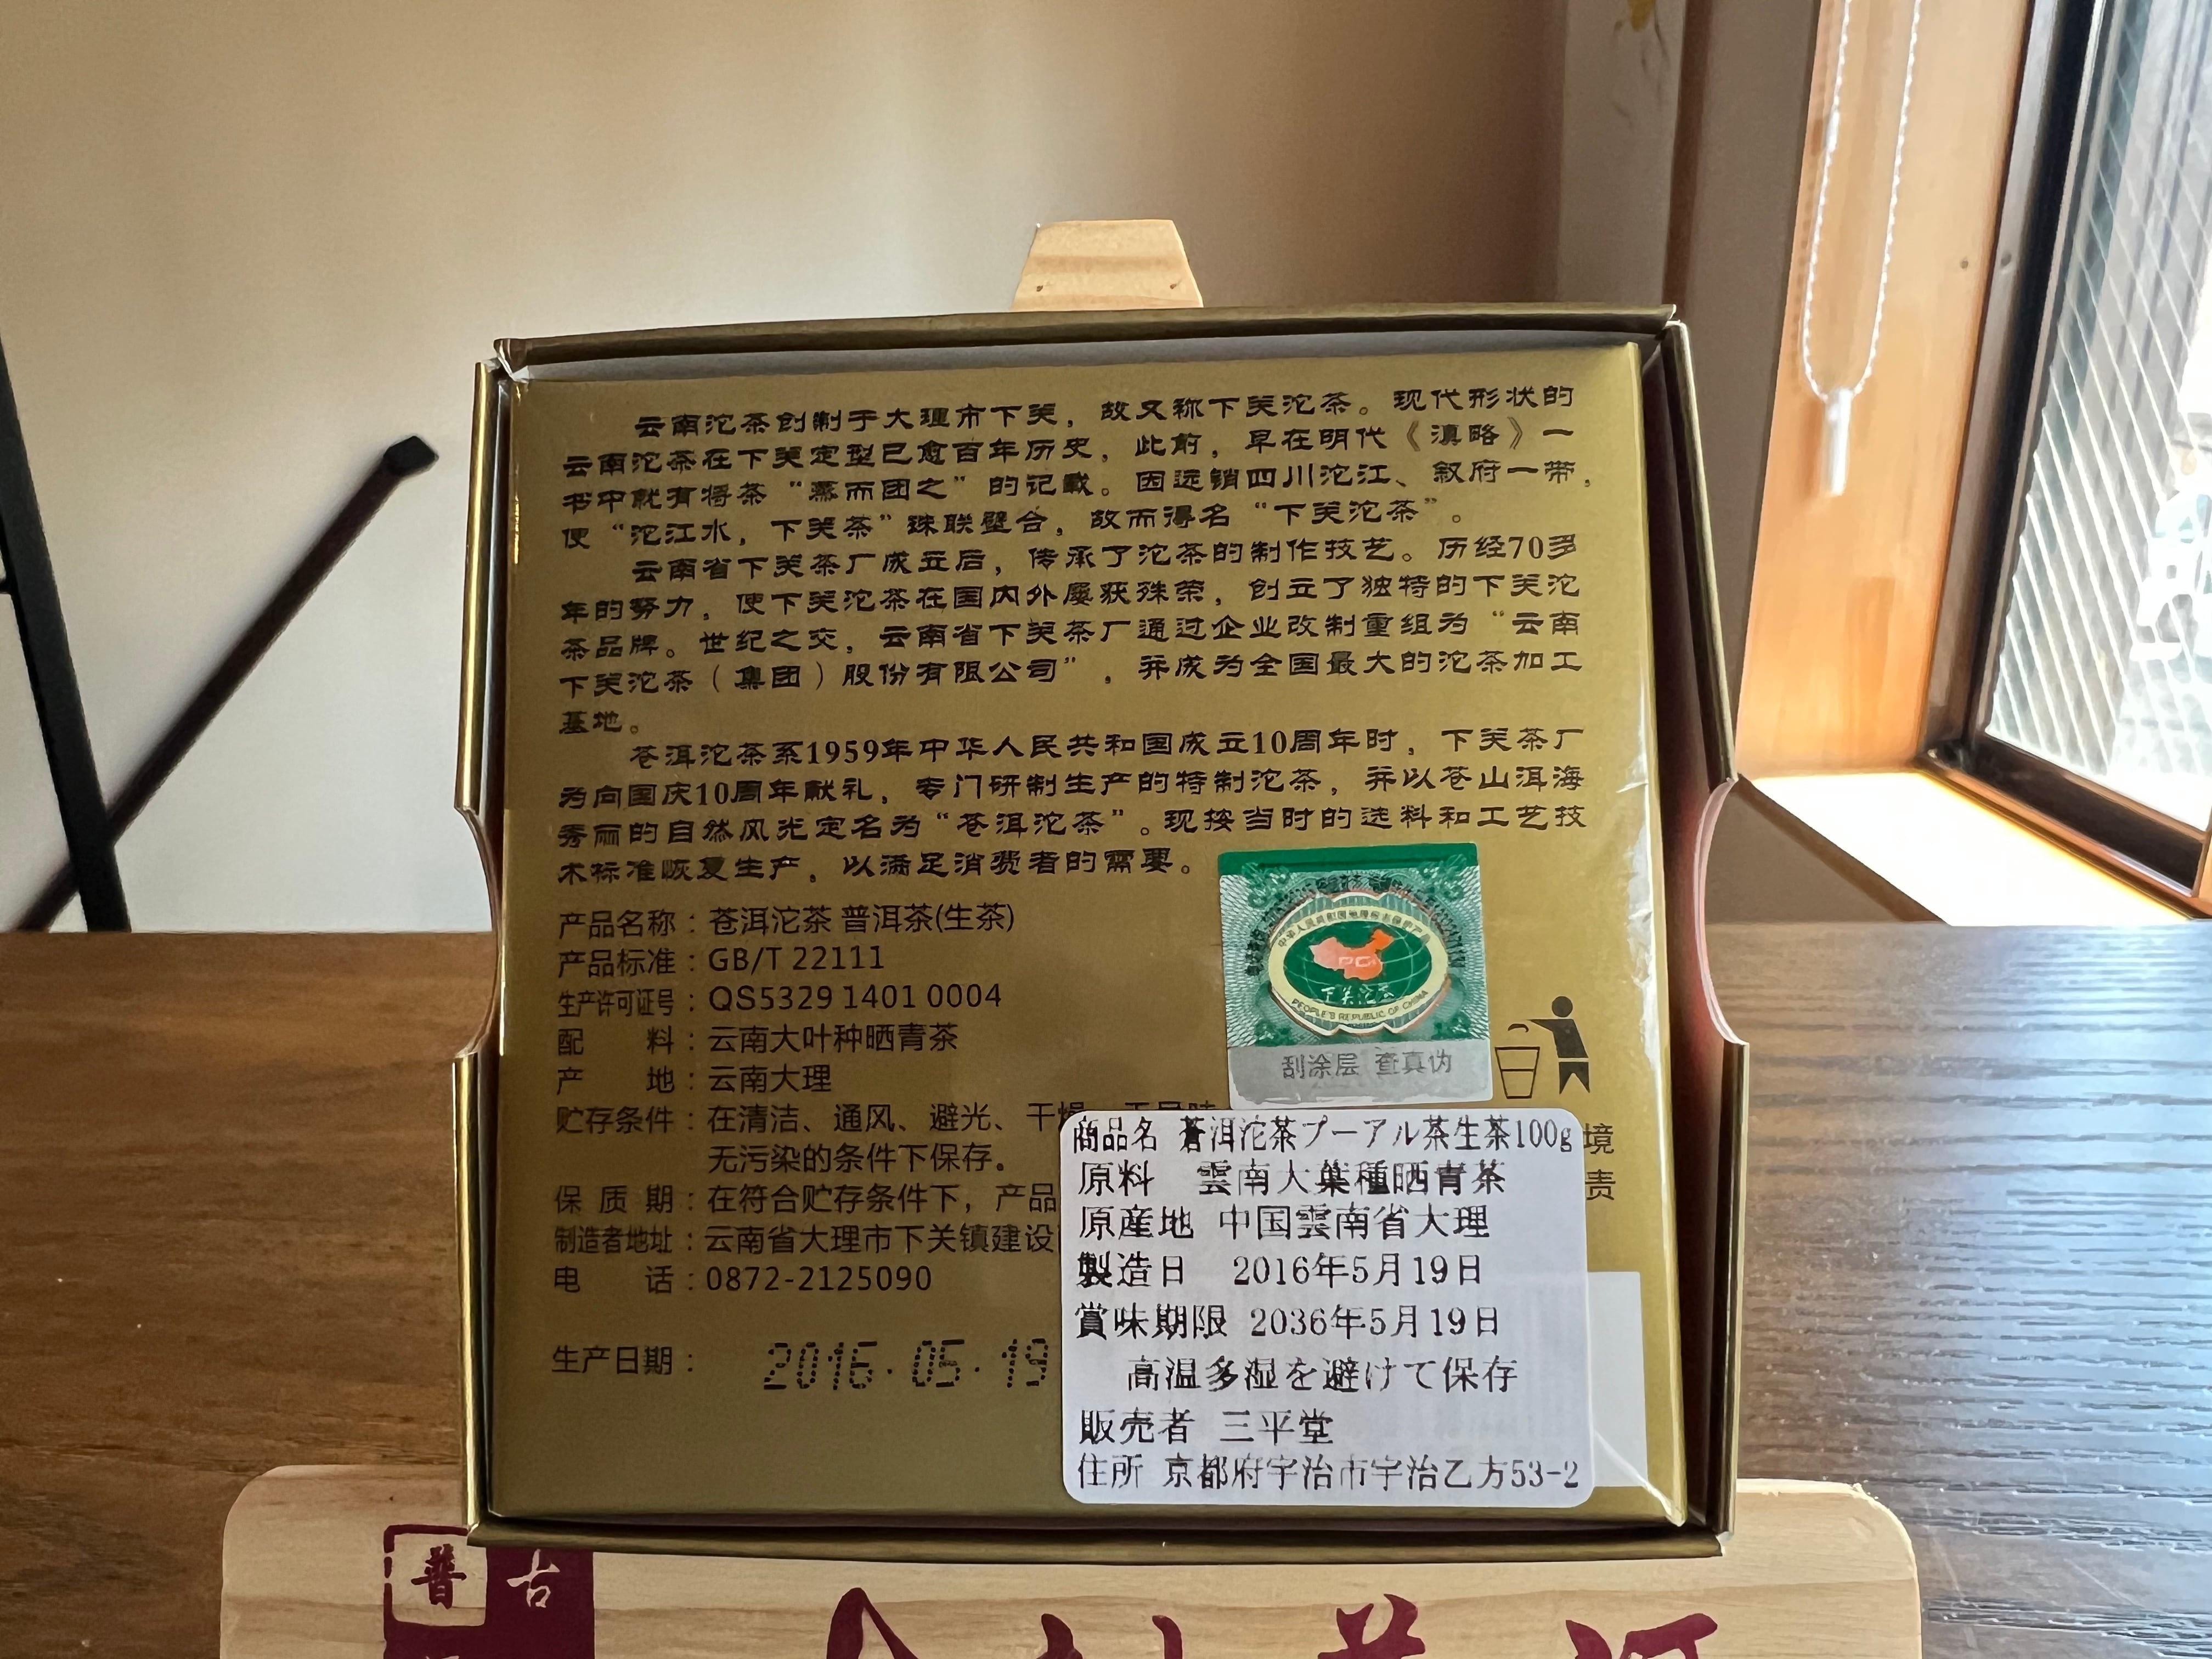 云南沱茶创制于大理市下关，故又称下关沱茶。现代形状的
云南沱茶在下关定型已愈百年历史，此前，早在明代《滇略》一
书中就有将茶“蒸而团之”的记载。因远销四川沱江、叙府一带，
使“沱江水，下关茶”珠联璧合，故而得名“下关沱茶”。
云南省下关茶厂成立后，传承了沱茶的制作技艺。历经70多
年的努力，使下关沱茶在国内外屡获殊荣，创立了独特的下关沱
茶品牌。世纪之交，云南省下关茶厂通过企业改制重组为“云南
下关沱茶（集团）股份有限公司”，并成为全国最大的沱茶加工
基地。
苍洱沱茶系1959年中华人民共和国成立10周年时，下关茶厂
为向国庆10周年献礼，专门研制生产的特制沱茶，并以苍山洱海
秀丽的自然风光定名为“苍洱沱茶”。现按当时的选料和工艺技
术标准恢复生产，以满足消费者的需要。
产品名称：苍洱沱茶 普洱茶(生茶)
产品标准：GB/T 22111
生产许可证号：QS5329 1401 0004
配 料：云南大叶种晒青茶
产 地：云南大理
贮存条件：在清洁、通风、避光、干燥
无污染的条件下保存。
保 质 期：在符合贮存条件下，产品
制造者地址：云南省大理市下关镇建设
电 话：0872-2125090
生产日期：2016.05.19
中华人民共和国地理标志保护产品
PGI
下关沱茶
PEOPLE'S REPUBLIC OF CHINA
刮涂层 查真伪
境
责
商品名 蒼洱沱茶プーアル茶生茶100g
原料 雲南大葉種晒青茶
原産地 中国雲南省大理
製造日 2016年5月19日
賞味期限 2036年5月19日
高温多湿を避けて保存
販売者 三平堂
住所 京都府宇治市宇治乙方53-2
普 古